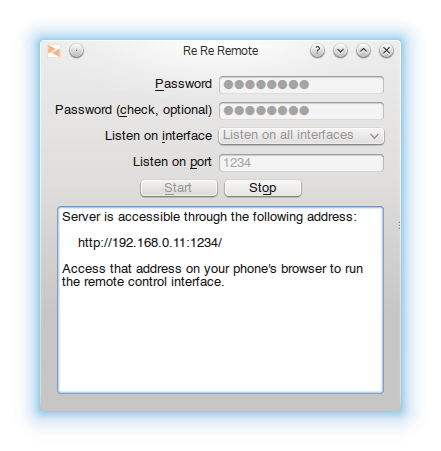 Re Re Remote
Password ●●●●●●●●
Password (check, optional) ●●●●●●●●
Listen on interface Listen on all interfaces
Listen on port 1234
Start Stop
Server is accessible through the following address:
http://192.168.0.11:1234/
Access that address on your phone's browser to run
the remote control interface.